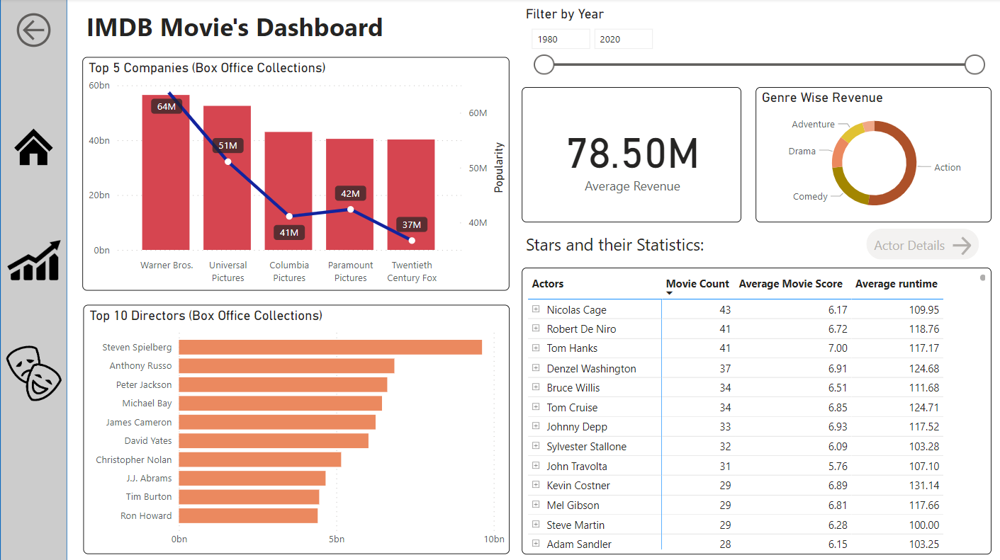 IMDB Movie's Dashboard
Filter by Year
1980
2020
Top 5 Companies (Box Office Collections)
60bn
40bn
20bn
0bn
64M
51M
41M
42M
37M
60M
50M
40M
Popularity
Warner Bros.
Universal
Pictures
Columbia
Pictures
Paramount
Pictures
Twentieth
Century Fox
78.50M
Average Revenue
Genre Wise Revenue
Adventure
Drama
Comedy
Action
Top 10 Directors (Box Office Collections)
Steven Spielberg
Anthony Russo
Peter Jackson
Michael Bay
James Cameron
David Yates
Christopher Nolan
J.J. Abrams
Tim Burton
Ron Howard
0bn 5bn 10bn
Stars and their Statistics:
Actor Details
Actors Movie Count Average Movie Score Average runtime
Nicolas Cage 43 6.17 109.95
Robert De Niro 41 6.72 118.76
Tom Hanks 41 7.00 117.17
Denzel Washington 37 6.91 124.68
Bruce Willis 34 6.51 111.68
Tom Cruise 34 6.85 124.71
Johnny Depp 33 6.93 117.52
Sylvester Stallone 32 6.09 103.28
John Travolta 31 5.76 107.10
Kevin Costner 29 6.89 131.14
Mel Gibson 29 6.81 117.66
Steve Martin 29 6.28 100.00
Adam Sandler 28 6.15 103.25